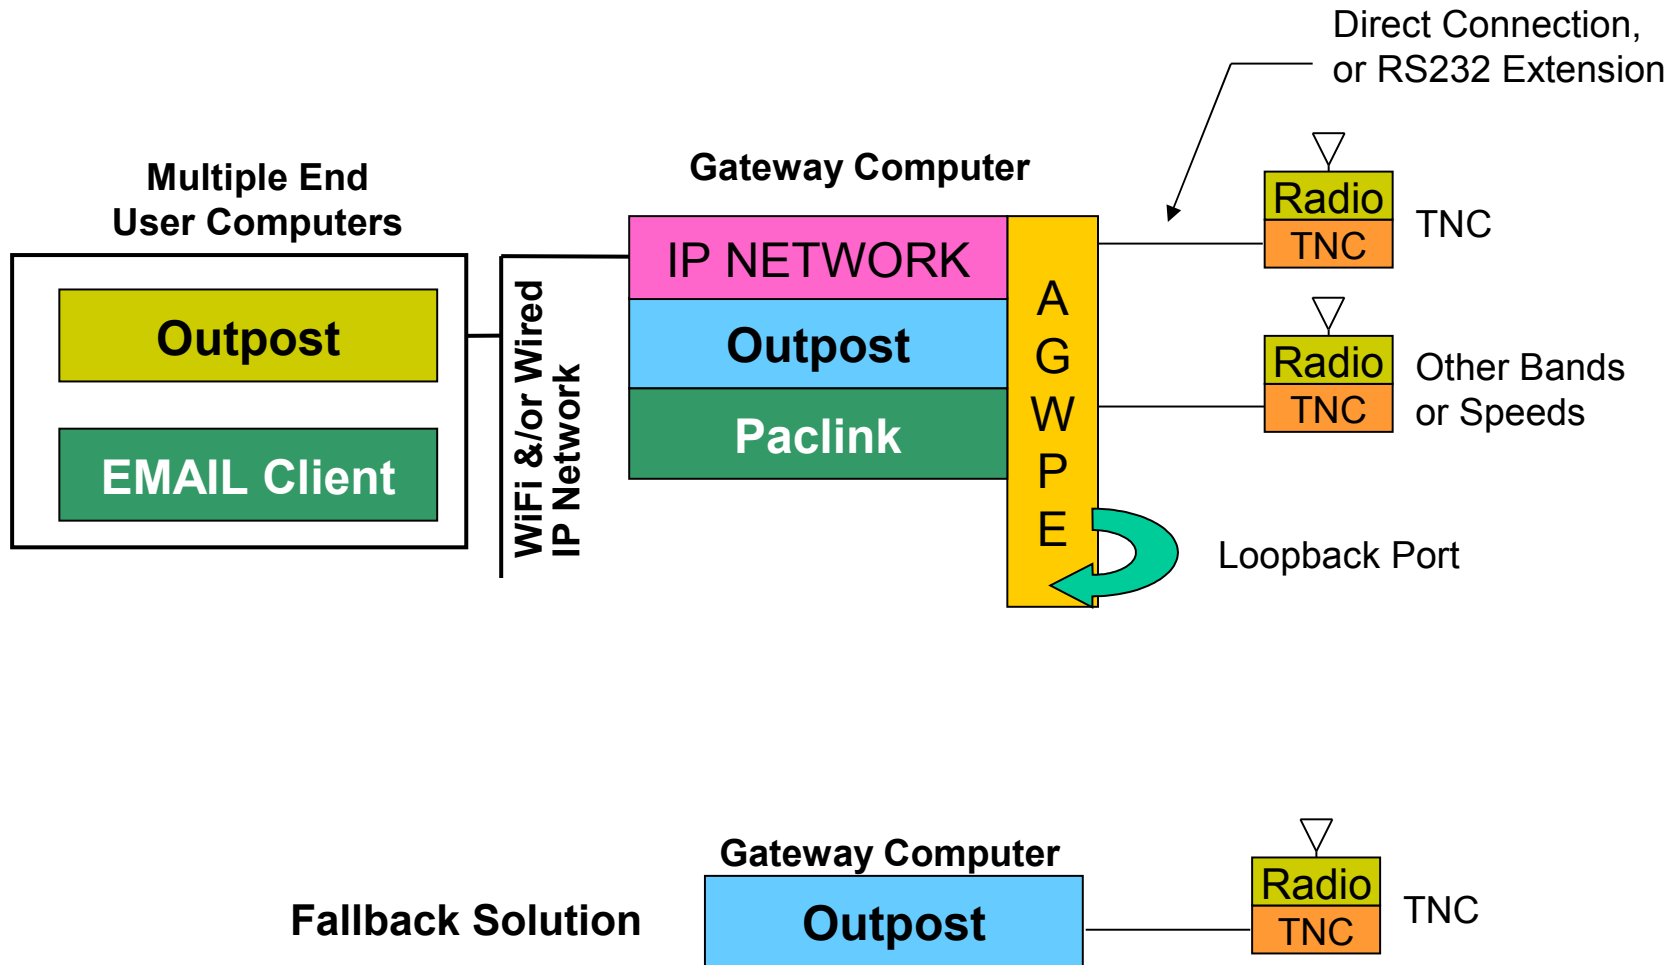 Direct Connection,
or RS232 Extension
Multiple End
User Computers
Gateway Computer
Radio
TNC
TNC
Outpost
EMAIL Client
WiFi &/or Wired
IP Network
IP NETWORK
Outpost
Paclink
A
G
W
P
E
Radio
TNC
Other Bands
or Speeds
Loopback Port
Gateway Computer
Fallback Solution
Outpost
Radio
TNC
TNC